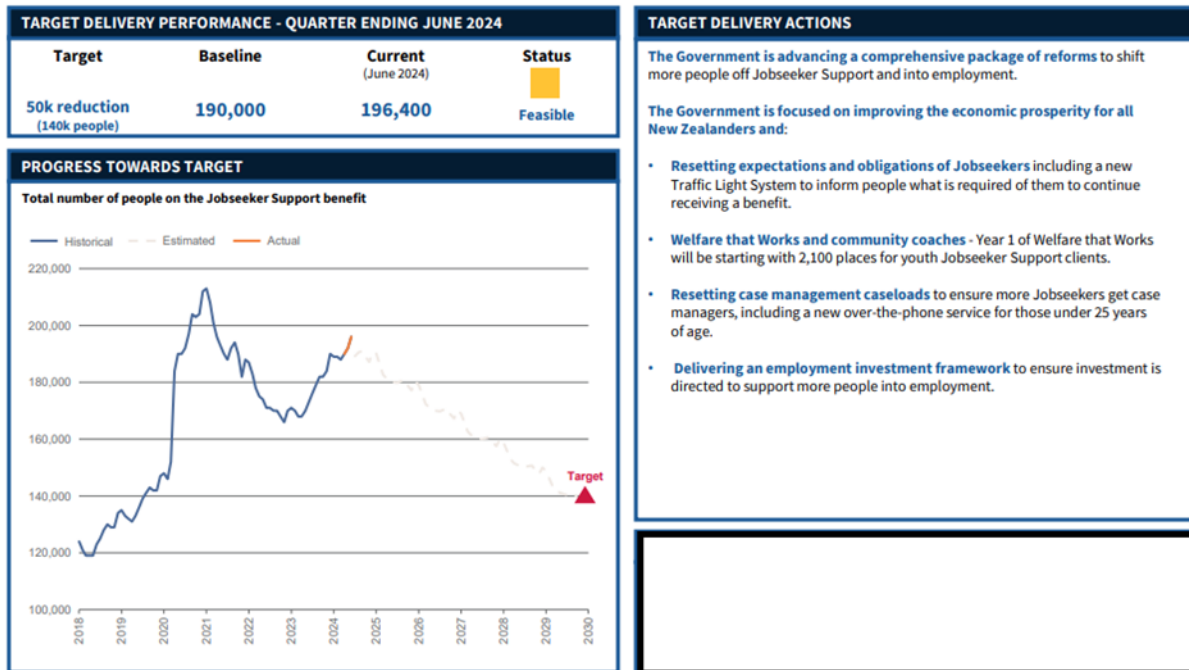 TARGET DELIVERY PERFORMANCE - QUARTER ENDING JUNE 2024
Target
Baseline
Current
(June 2024)
Status
50k reduction
(140k people)
190,000
196,400
Feasible
PROGRESS TOWARDS TARGET
Total number of people on the Jobseeker Support benefit
Historical
Estimated
Actual
220,000
200,000
180,000
160,000
140,000
120,000
100,000
Target
2018
2019
2020
2021
2022
2023
2024
2025
2026
2027
2028
2029
2030
TARGET DELIVERY ACTIONS
The Government is advancing a comprehensive package of reforms to shift
more people off Jobseeker Support and into employment.
The Government is focused on improving the economic prosperity for all
New Zealanders and:
• Resetting expectations and obligations of Jobseekers including a new
Traffic Light System to inform people what is required of them to continue
receiving a benefit.
• Welfare that Works and community coaches - Year 1 of Welfare that Works
will be starting with 2,100 places for youth Jobseeker Support clients.
• Resetting case management caseloads to ensure more Jobseekers get case
managers, including a new over-the-phone service for those under 25 years
of age.
• Delivering an employment investment framework to ensure investment is
directed to support more people into employment.